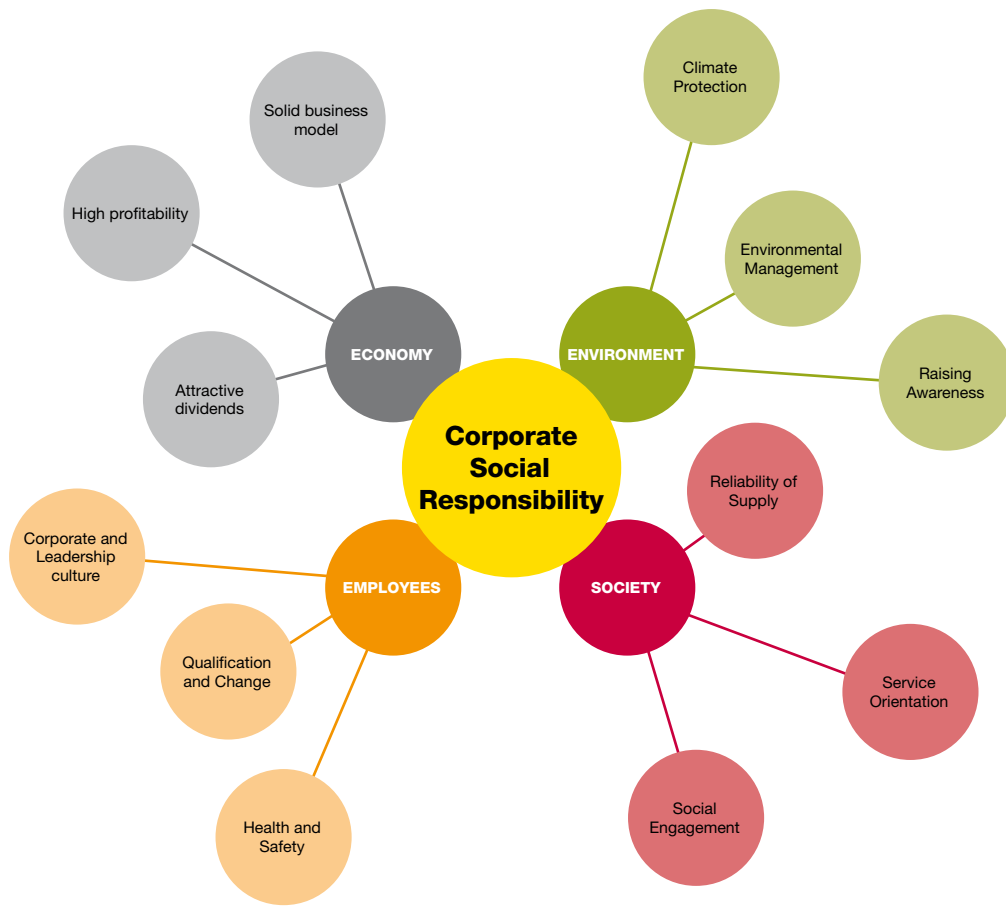 Climate
Protection
Solid business
model
High profitability
Environmental
Management
ECONOMY
ENVIRONMENT
Raising
Awareness
Attractive
dividends
Corporate
Social
Responsibility
Reliability of
Supply
Corporate and
Leadership
culture
EMPLOYEES
SOCIETY
Qualification
and Change
Service
Orientation
Social
Engagement
Health and
Safety